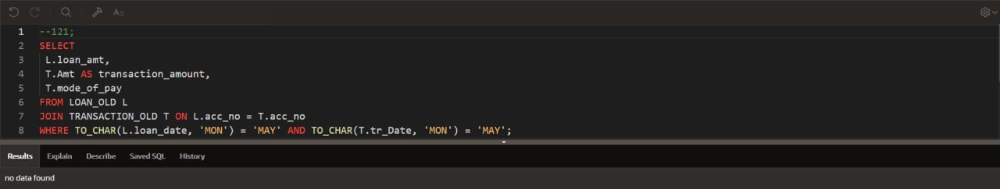 A::
1 --121;
2 SELECT
3 L.loan_amt,
4 T.Amt AS transaction_amount,
5 T.mode_of_pay
6 FROM LOAN_OLD L
7 JOIN TRANSACTION_OLD T ON L.acc_no = T.acc_no
8 WHERE TO_CHAR(L.loan_date, 'MON') = 'MAY' AND TO_CHAR(T.tr_Date, 'MON') = 'MAY';
Results Explain Describe Saved SQL History
no data found